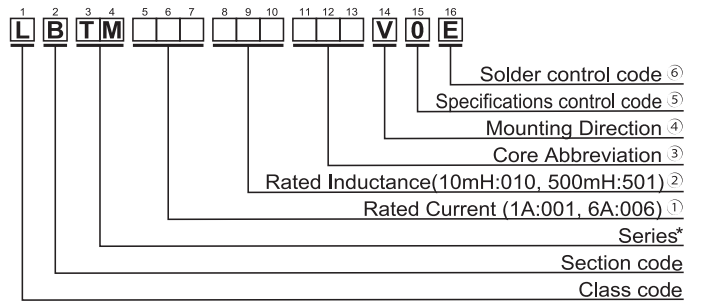 1 2 3 4 5 6 7 8 9 10 11 12 13 14 15 16
L B T M V 0 E
Solder control code ⑥
Specifications control code ⑤
Mounting Direction ④
Core Abbreviation ③
Rated Inductance(10mH:010, 500mH:501) ②
Rated Current (1A:001, 6A:006) ①
Series*
Section code
Class code